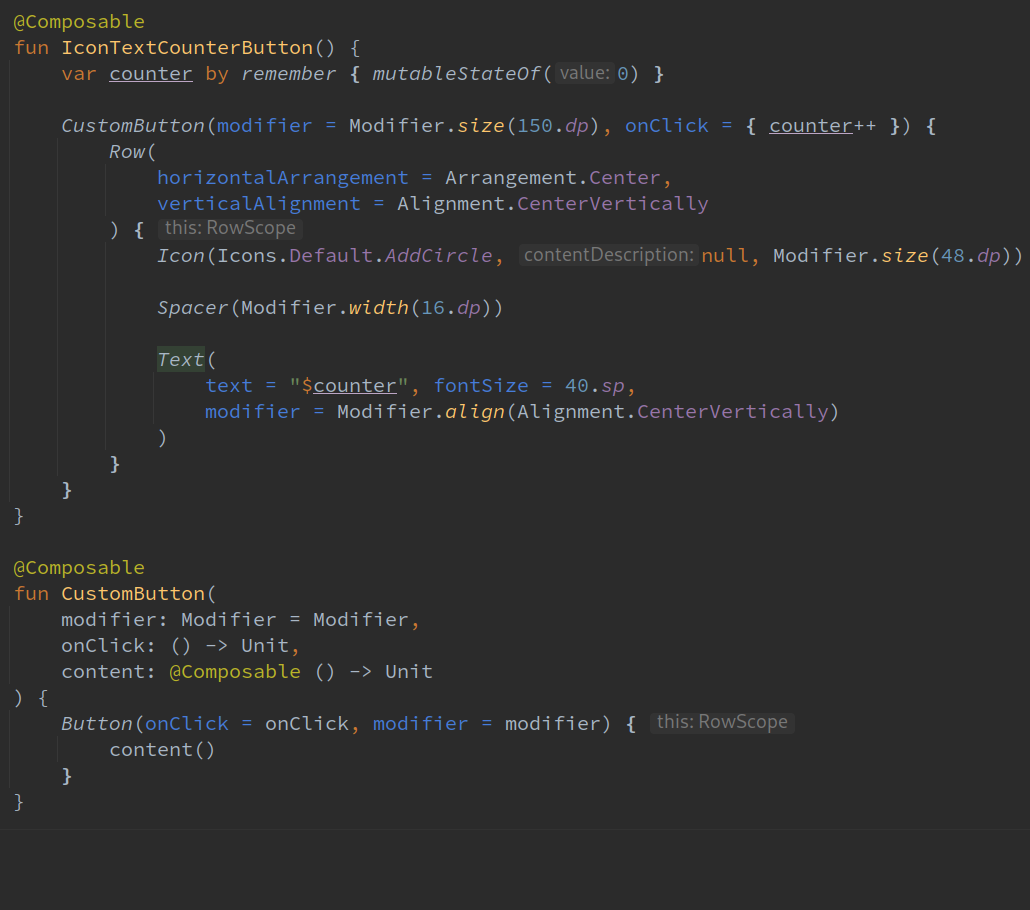 @Composable
fun IconTextCounterButton() {
    var counter by remember { mutableStateOf( value: 0) }

    CustomButton(modifier = Modifier.size(150.dp), onClick = { counter++ }) {
        Row(
            horizontalArrangement = Arrangement.Center,
            verticalAlignment = Alignment.CenterVertically
        ) { this: RowScope
            Icon(Icons.Default.AddCircle, contentDescription: null, Modifier.size(48.dp))

            Spacer(Modifier.width(16.dp))

            Text(
                text = "$counter", fontSize = 40.sp,
                modifier = Modifier.align(Alignment.CenterVertically)
            )
        }
    }
}

@Composable
fun CustomButton(
    modifier: Modifier = Modifier,
    onClick: () -> Unit,
    content: @Composable () -> Unit
) {
    Button(onClick = onClick, modifier = modifier) { this: RowScope
        content()
    }
}